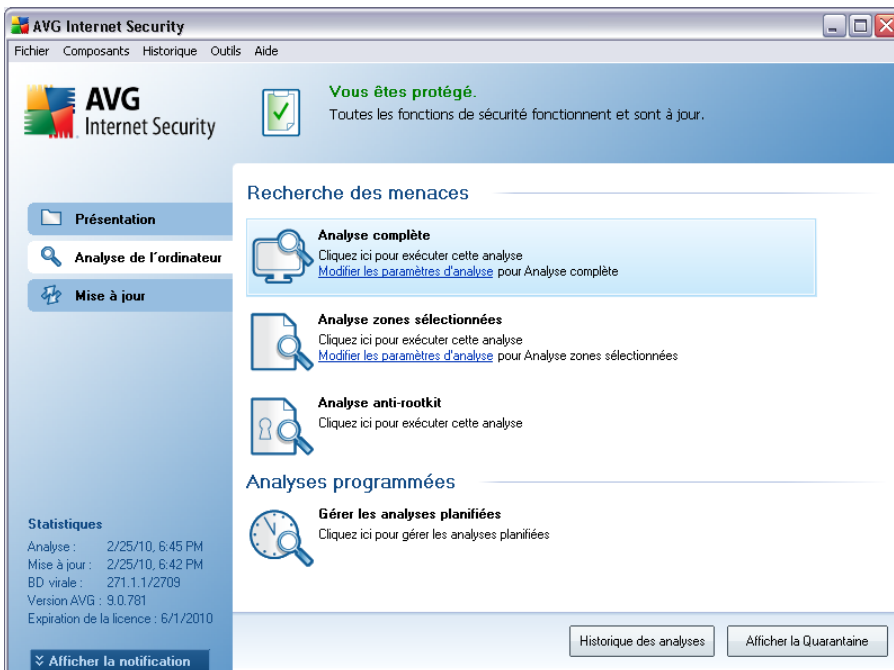 AVG Internet Security
Fichier Composants Historique Outils Aide
AVG
Internet Security
Vous êtes protégé.
Toutes les fonctions de sécurité fonctionnent et sont à jour.
Présentation
Analyse de l'ordinateur
Mise à jour
Recherche des menaces
Analyse complète
Cliquez ici pour exécuter cette analyse
Modifier les paramètres d'analyse pour Analyse complète
Analyse zones sélectionnées
Cliquez ici pour exécuter cette analyse
Modifier les paramètres d'analyse pour Analyse zones sélectionnées
Analyse anti-rootkit
Cliquez ici pour exécuter cette analyse
Analyses programmées
Gérer les analyses planifiées
Cliquez ici pour gérer les analyses planifiées
Statistiques
Analyse : 2/25/10, 6:45 PM
Mise à jour : 2/25/10, 6:42 PM
BD virale : 271.1.1/2709
Version AVG : 9.0.781
Expiration de la licence : 6/1/2010
Afficher la notification
Historique des analyses
Afficher la Quarantaine